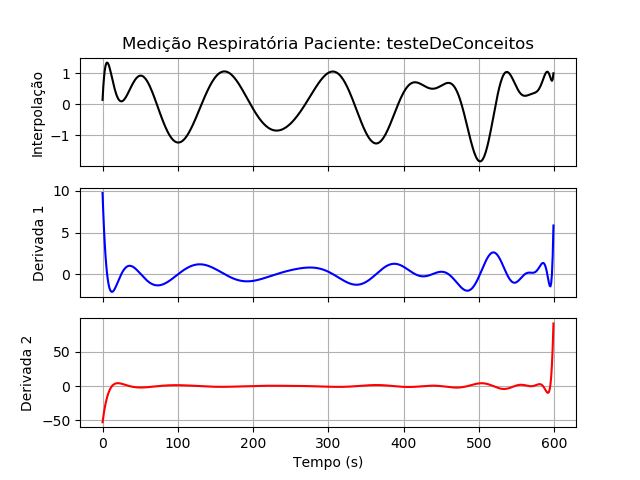 Medição Respiratória Paciente: testeDeConceitos
Interpolação
1
0
−1
Derivada 1
10
5
0
Derivada 2
50
0
−50
0 100 200 300 400 500 600
Tempo (s)